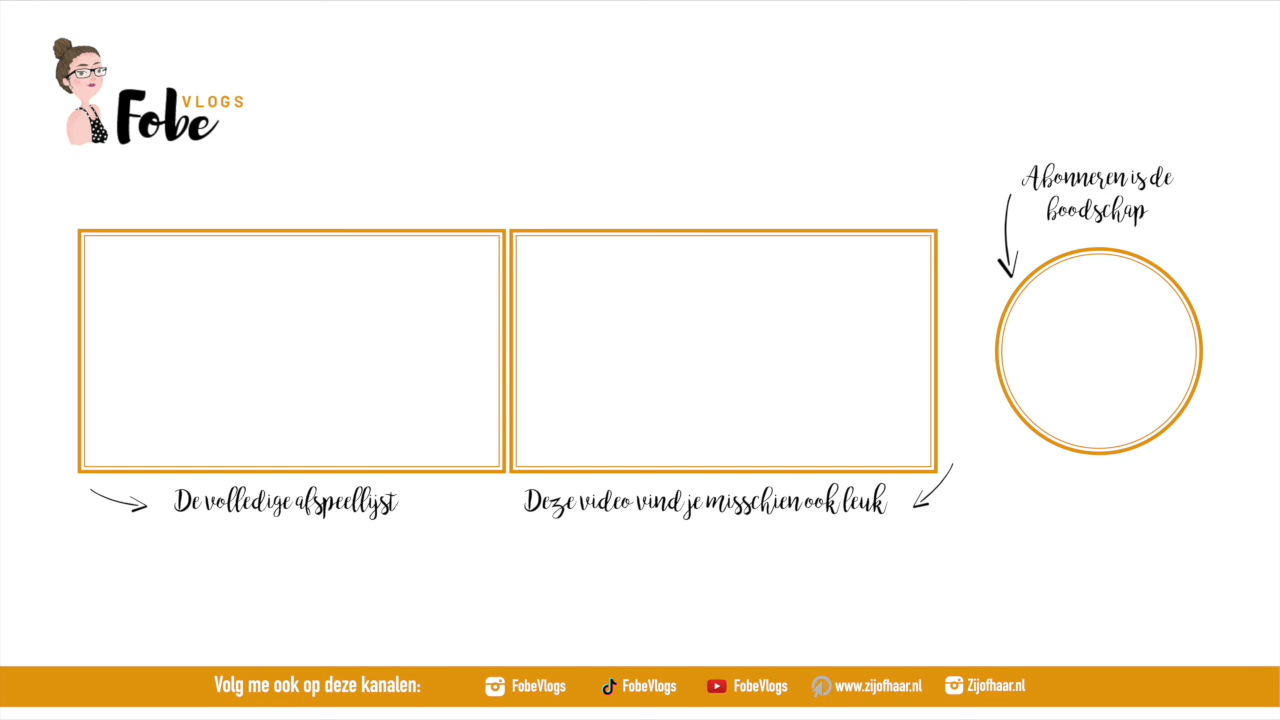 VLOGS
Fobe
Abonneren is de
boodschap
De volledige afspeellijst
Deze video vind je misschien ook leuk
Volg me ook op deze kanalen:
FobeVlogs
FobeVlogs
FobeVlogs
www.zijofhaar.nl
Zijofhaar.nl